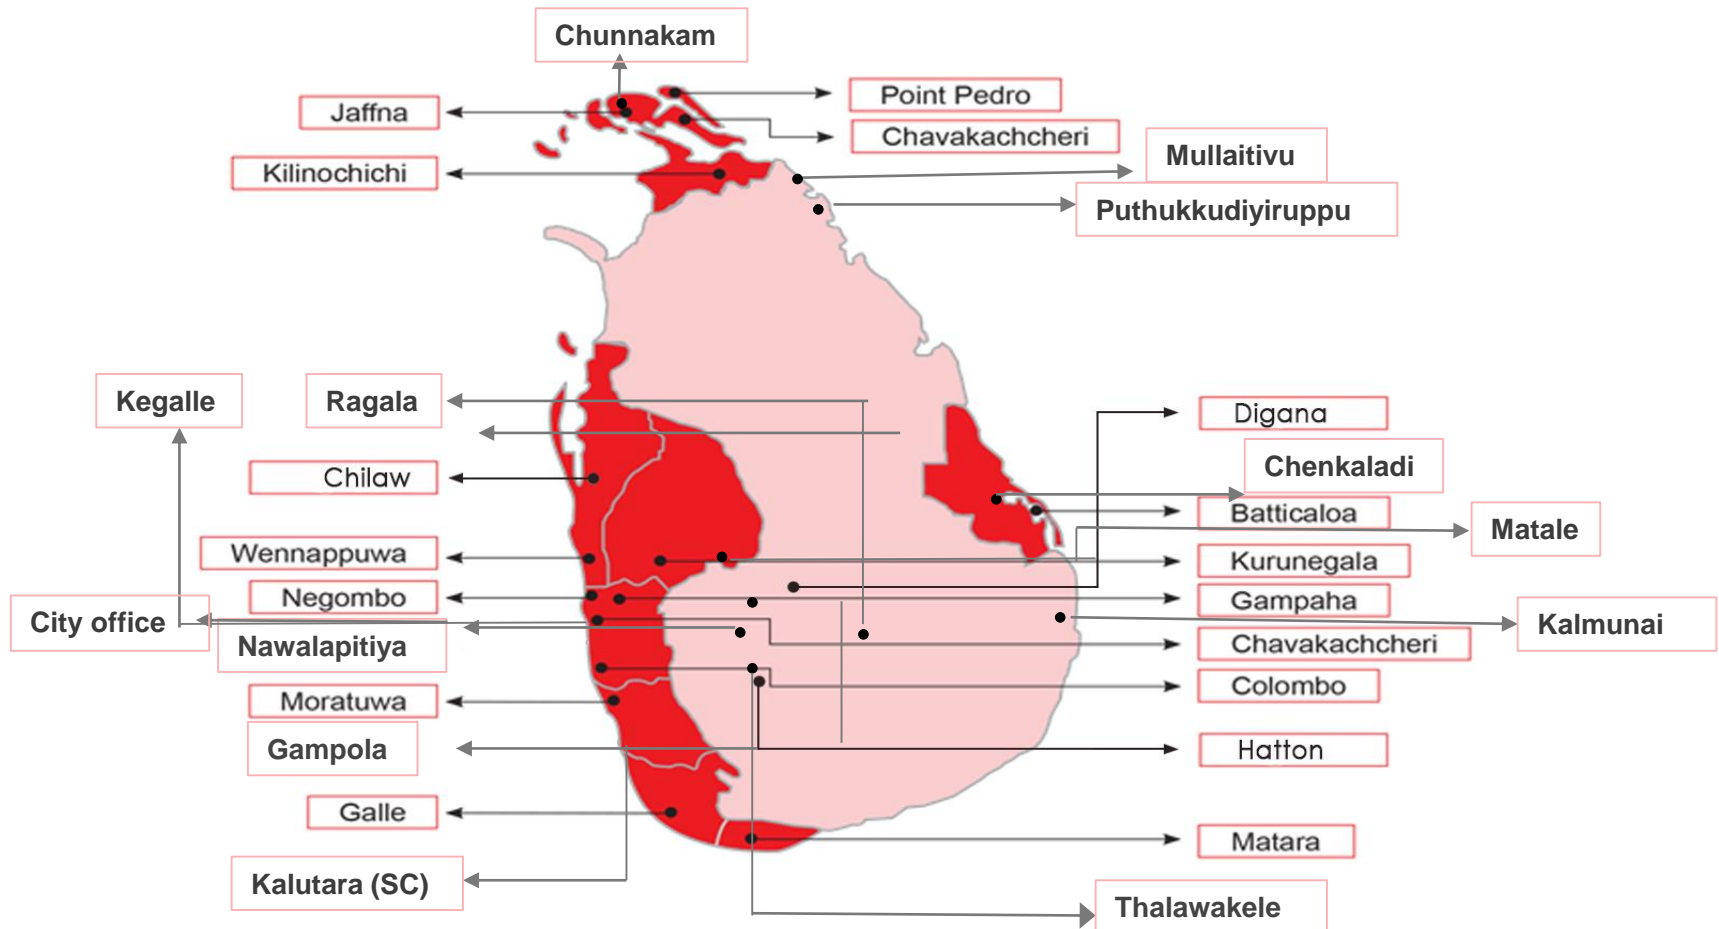 Chunnakam
Jaffna
Point Pedro
Chavakachcheri
Kilinochichi
Mullaitivu
Puthukkudiyiruppu
Kegalle
Ragala
Digana
Chilaw
Chenkaladi
Batticaloa
Matale
Wennappuwa
Kurunegala
Negombo
Gampaha
City office
Kalmunai
Nawalapitiya
Chavakachcheri
Moratuwa
Colombo
Gampola
Hatton
Galle
Matara
Kalutara (SC)
Thalawakele